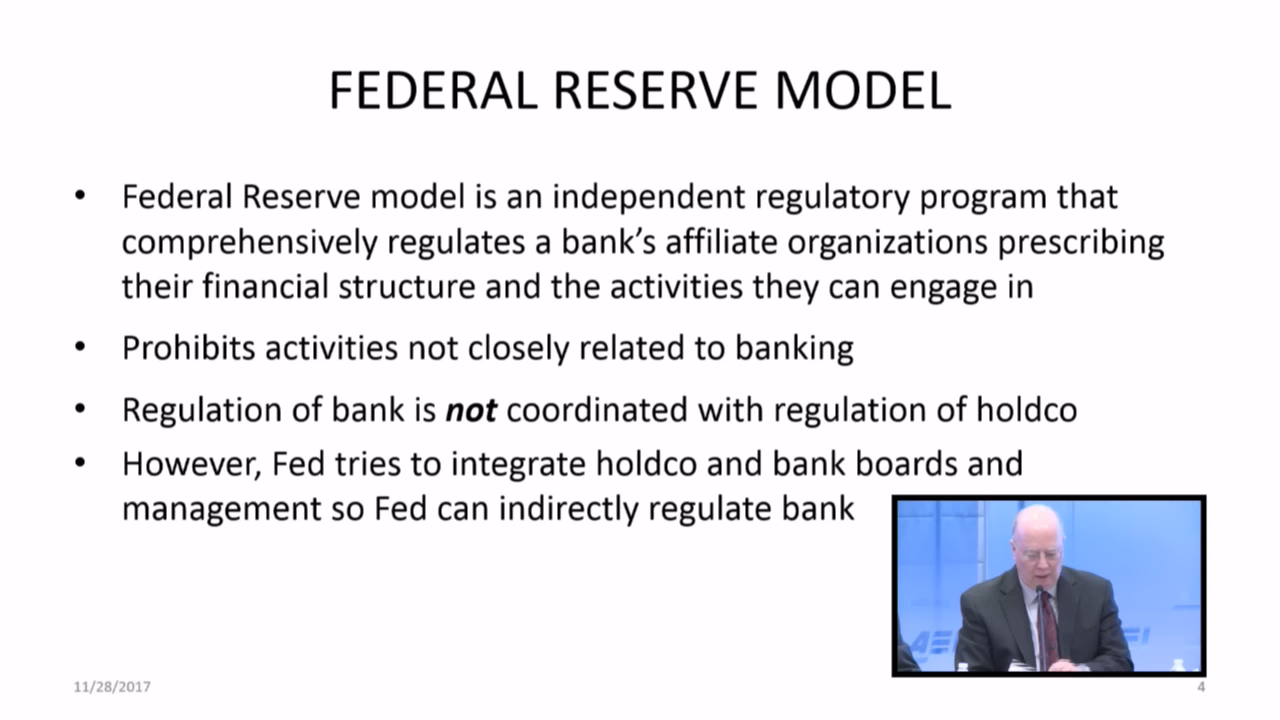 FEDERAL RESERVE MODEL
• Federal Reserve model is an independent regulatory program that
comprehensively regulates a bank’s affiliate organizations prescribing
their financial structure and the activities they can engage in
• Prohibits activities not closely related to banking
• Regulation of bank is not coordinated with regulation of holdco
• However, Fed tries to integrate holdco and bank boards and
management so Fed can indirectly regulate bank
11/28/2017
4